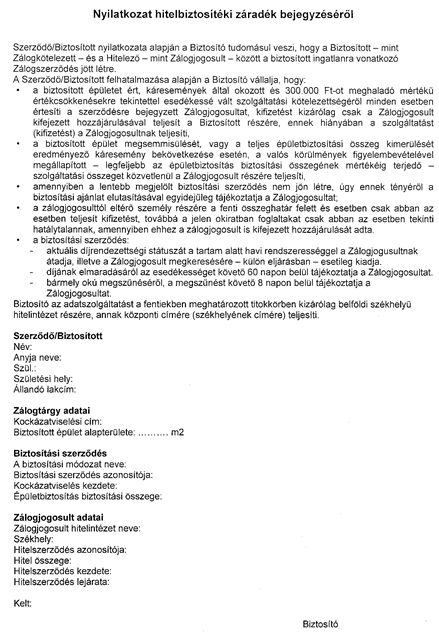 Nyilatkozat hitelbiztosítéki záradék bejegyzéséről
Szerződő/Biztosított nyilatkozata alapján a Biztosító tudomásul veszi, hogy a Biztosított – mint
Zálogkötelezett – és a Hitelező – mint Zálogjogosult – között a biztosított ingatlanra vonatkozó
Zálogszerződés jött létre.
A Szerződő/Biztosított felhatalmazása alapján a Biztosító vállalja, hogy:
• a biztosított épületet ért, káresemények által okozott és 300.000 Ft-ot meghaladó mértékű
értékcsökkenésekre tekintettel esedékessé vált szolgáltatási kötelezettségéről minden esetben
értesíti a szerződésre bejegyzett Zálogjogosultat, kifizetést kizárólag csak a Zálogjogosult
kifejezett hozzájárulásával teljesít a Biztosított részére, ennek hiányában a szolgáltatást
(kifizetést) a Zálogjogosultnak teljesíti,
• a biztosított épület megsemmisülését, vagy a teljes épületbiztosítási összeg kimerülését
eredményező káresemény bekövetkezése esetén, a valós körülmények figyelembevételével
megállapított – legfeljebb az épületbiztosítás biztosítási összegének mértékéig terjedő –
szolgáltatási összeget közvetlenül a Zálogjogosult részére teljesíti,
• amennyiben a lentebb megjelölt biztosítási szerződés nem jön létre, úgy ennek tényéről a
biztosítási ajánlat elutasításával egyidejűleg tájékoztatja a Zálogjogosultat;
• a zálogjogosulttól eltérő személy részére a fenti összeghatár felett és esetben csak abban az
esetben teljesít kifizetést, továbbá a jelen okiratban foglaltakat csak abban az esetben tekinti
hatálytalannak, amennyiben ehhez a zálogjogosult is kifejezett hozzájárulását adta.
• a biztosítási szerződés:
- aktuális díjrendezettségi státuszát a tartam alatt havi rendszerességgel a Zálogjogusultnak
átadja, illetve a Zálogjogosult megkeresésére – külön eljárásban – esetileg kiadja.
- díjának elmaradásáról az esedékességet követő 60 napon belül tájékoztatja a Zálogjogosultat.
- bármely okú megszűnéséről, a megszűnést követő 8 napon belül tájékoztatja a
Zálogjogosultat.
Biztosító az adatszolgáltatást a fentiekben meghatározott titokkörben kizárólag belföldi székhelyű
hitelintézet részére, annak központi címére (székhelyének címére) teljesíti.
Szerződő/Biztosított
Név:
Anyja neve:
Szül.:
Születési hely:
Állandó lakcím:
Zálogtárgy adatai
Kockázatviselési cím:
Biztosított épület alapterülete: .......... m2
Biztosítási szerződés
A biztosítási módozat neve:
Biztosítási szerződés azonosítója:
Kockázatviselés kezdete:
Épületbiztosítás biztosítási összege:
Zálogjogosult adatai
Zálogjogosult hitelintézet neve:
Székhely:
Hitelszerződés azonosítója:
Hitel összege:
Hitelszerződés kezdete:
Hitelszerződés lejárata:
Kelt:
Biztosító